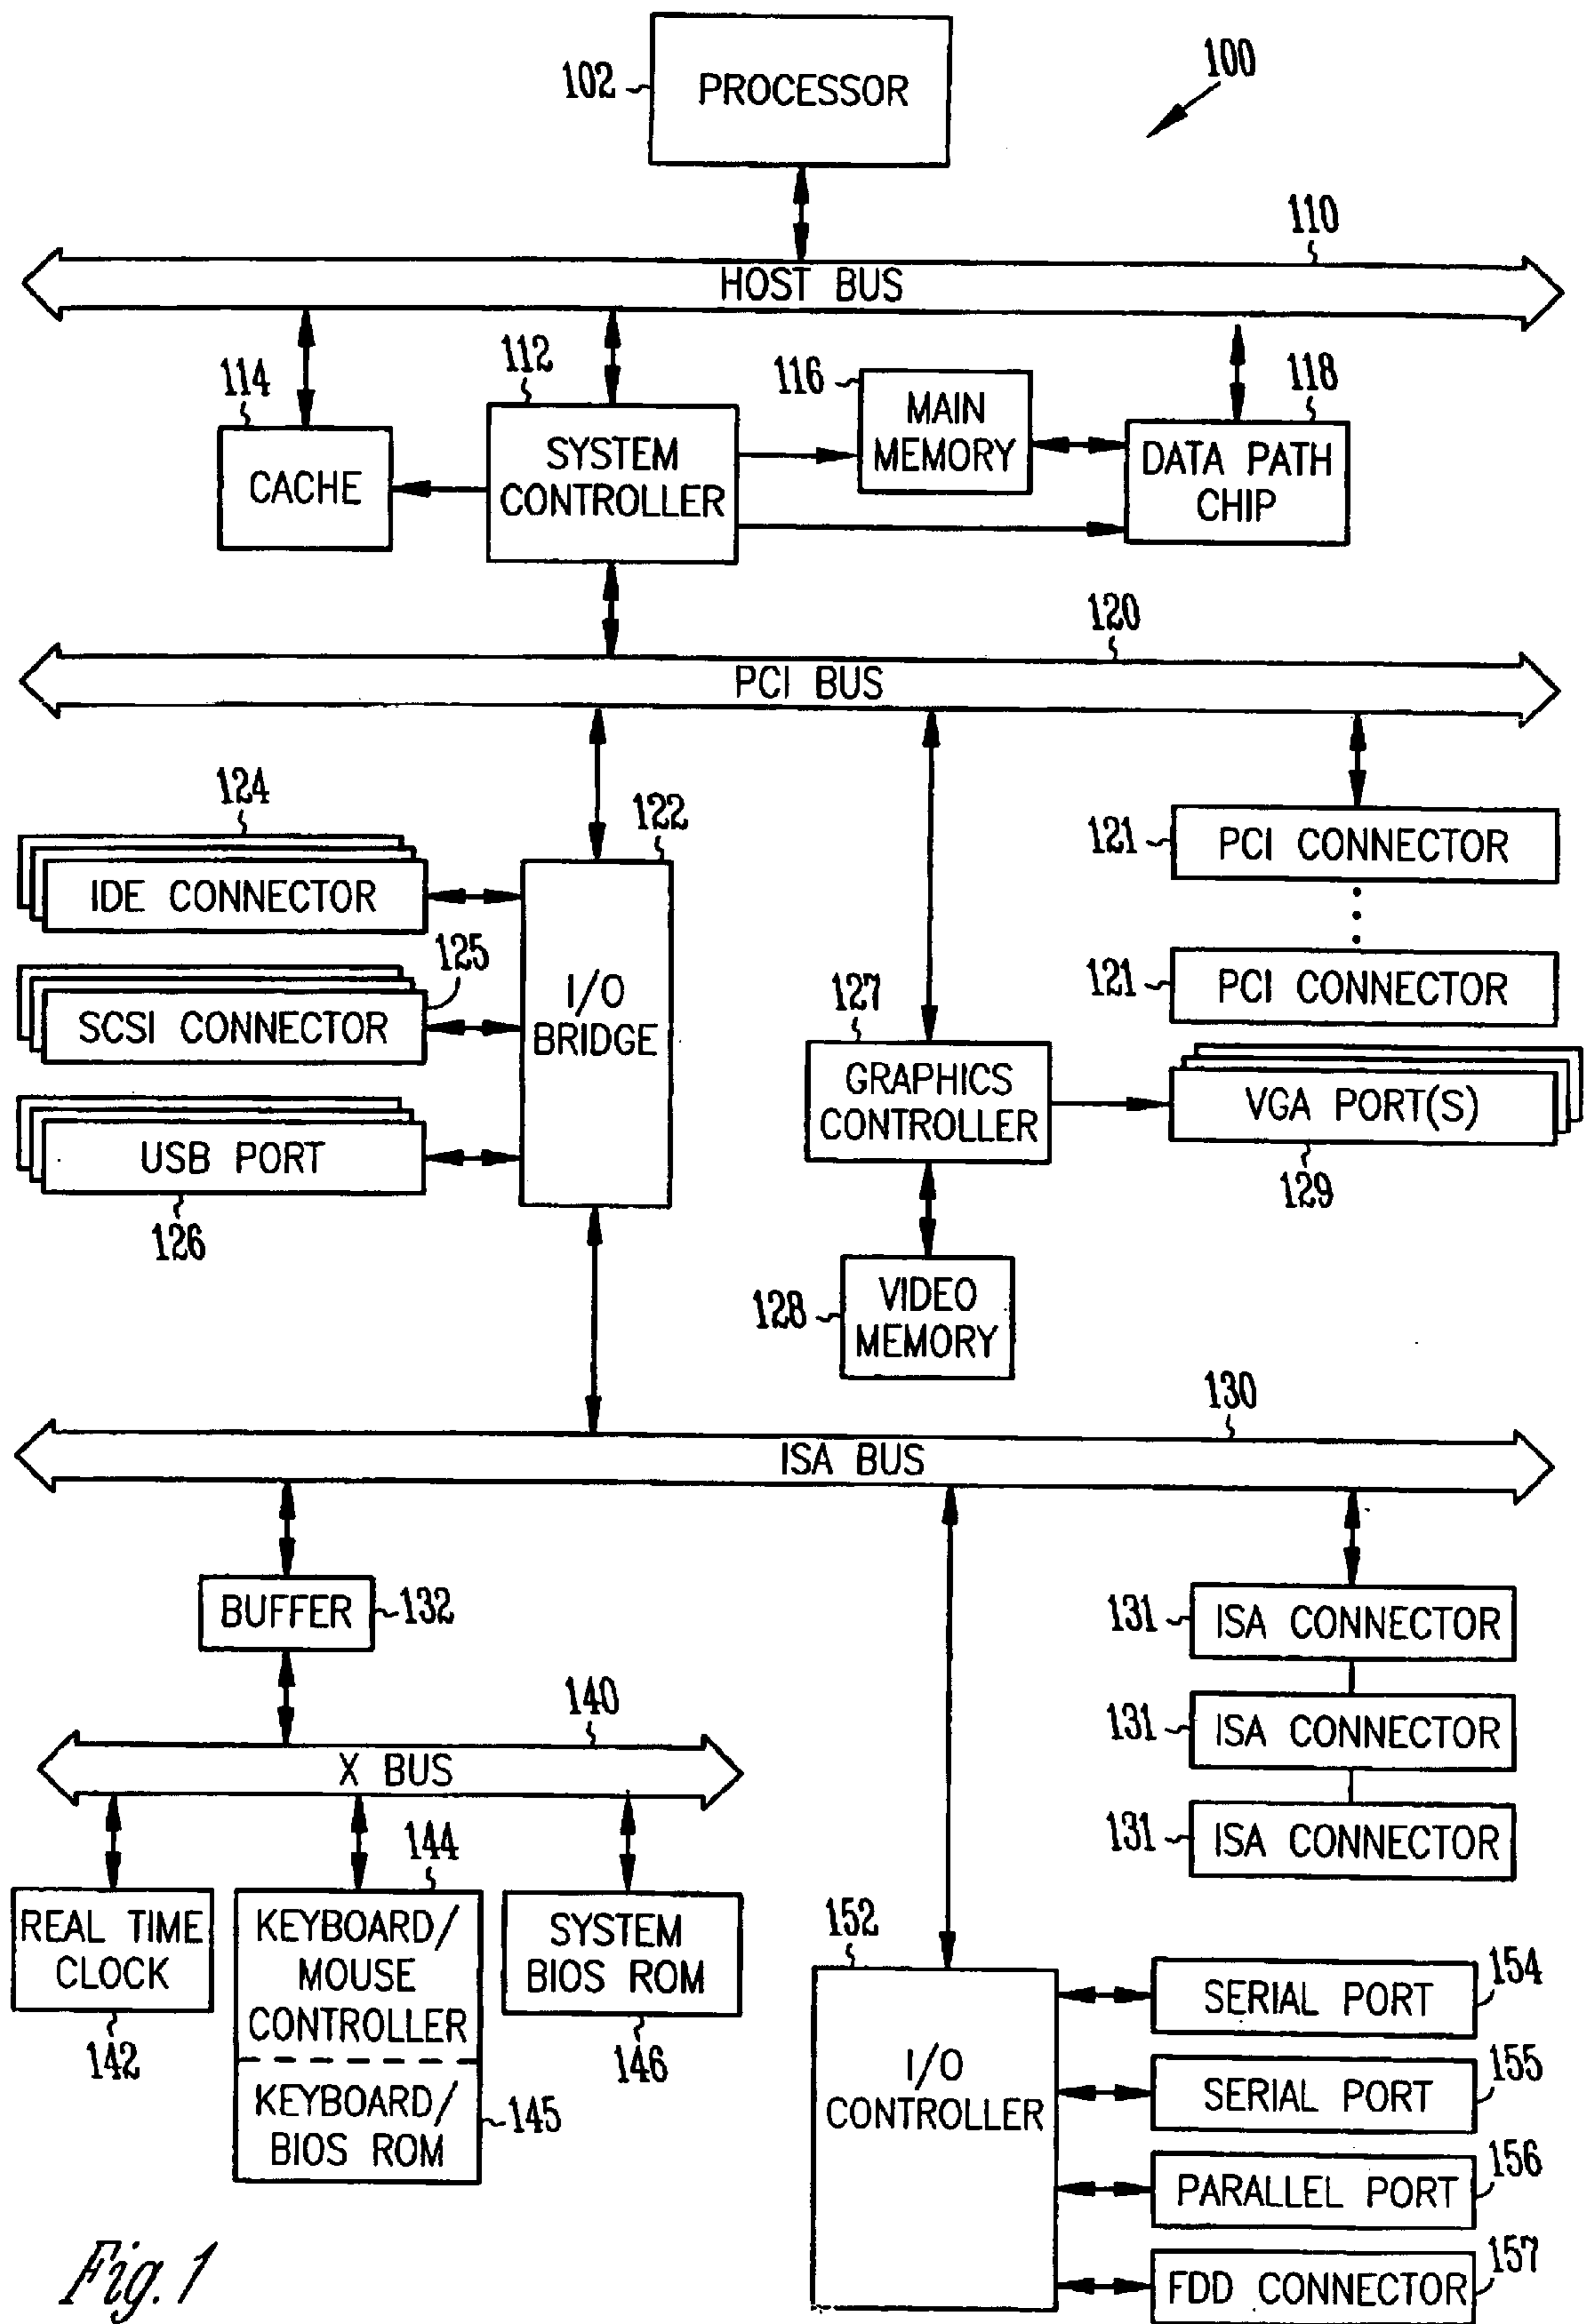 PROCESSOR
102
100
HOST BUS
110
114
CACHE
112
SYSTEM
CONTROLLER
116
MAIN
MEMORY
118
DATA PATH
CHIP
120
PCI BUS
124
IDE CONNECTOR
125
SCSI CONNECTOR
USB PORT
126
122
I/O
BRIDGE
121
PCI CONNECTOR
121
PCI CONNECTOR
127
GRAPHICS
CONTROLLER
VGA PORT(S)
129
128
VIDEO
MEMORY
130
ISA BUS
BUFFER
132
131
ISA CONNECTOR
131
ISA CONNECTOR
131
ISA CONNECTOR
140
X BUS
REAL TIME
CLOCK
142
144
KEYBOARD/
MOUSE
CONTROLLER
KEYBOARD/
BIOS ROM
145
SYSTEM
BIOS ROM
146
152
I/O
CONTROLLER
SERIAL PORT
154
SERIAL PORT
155
PARALLEL PORT
156
FDD CONNECTOR
157
Fig. 1